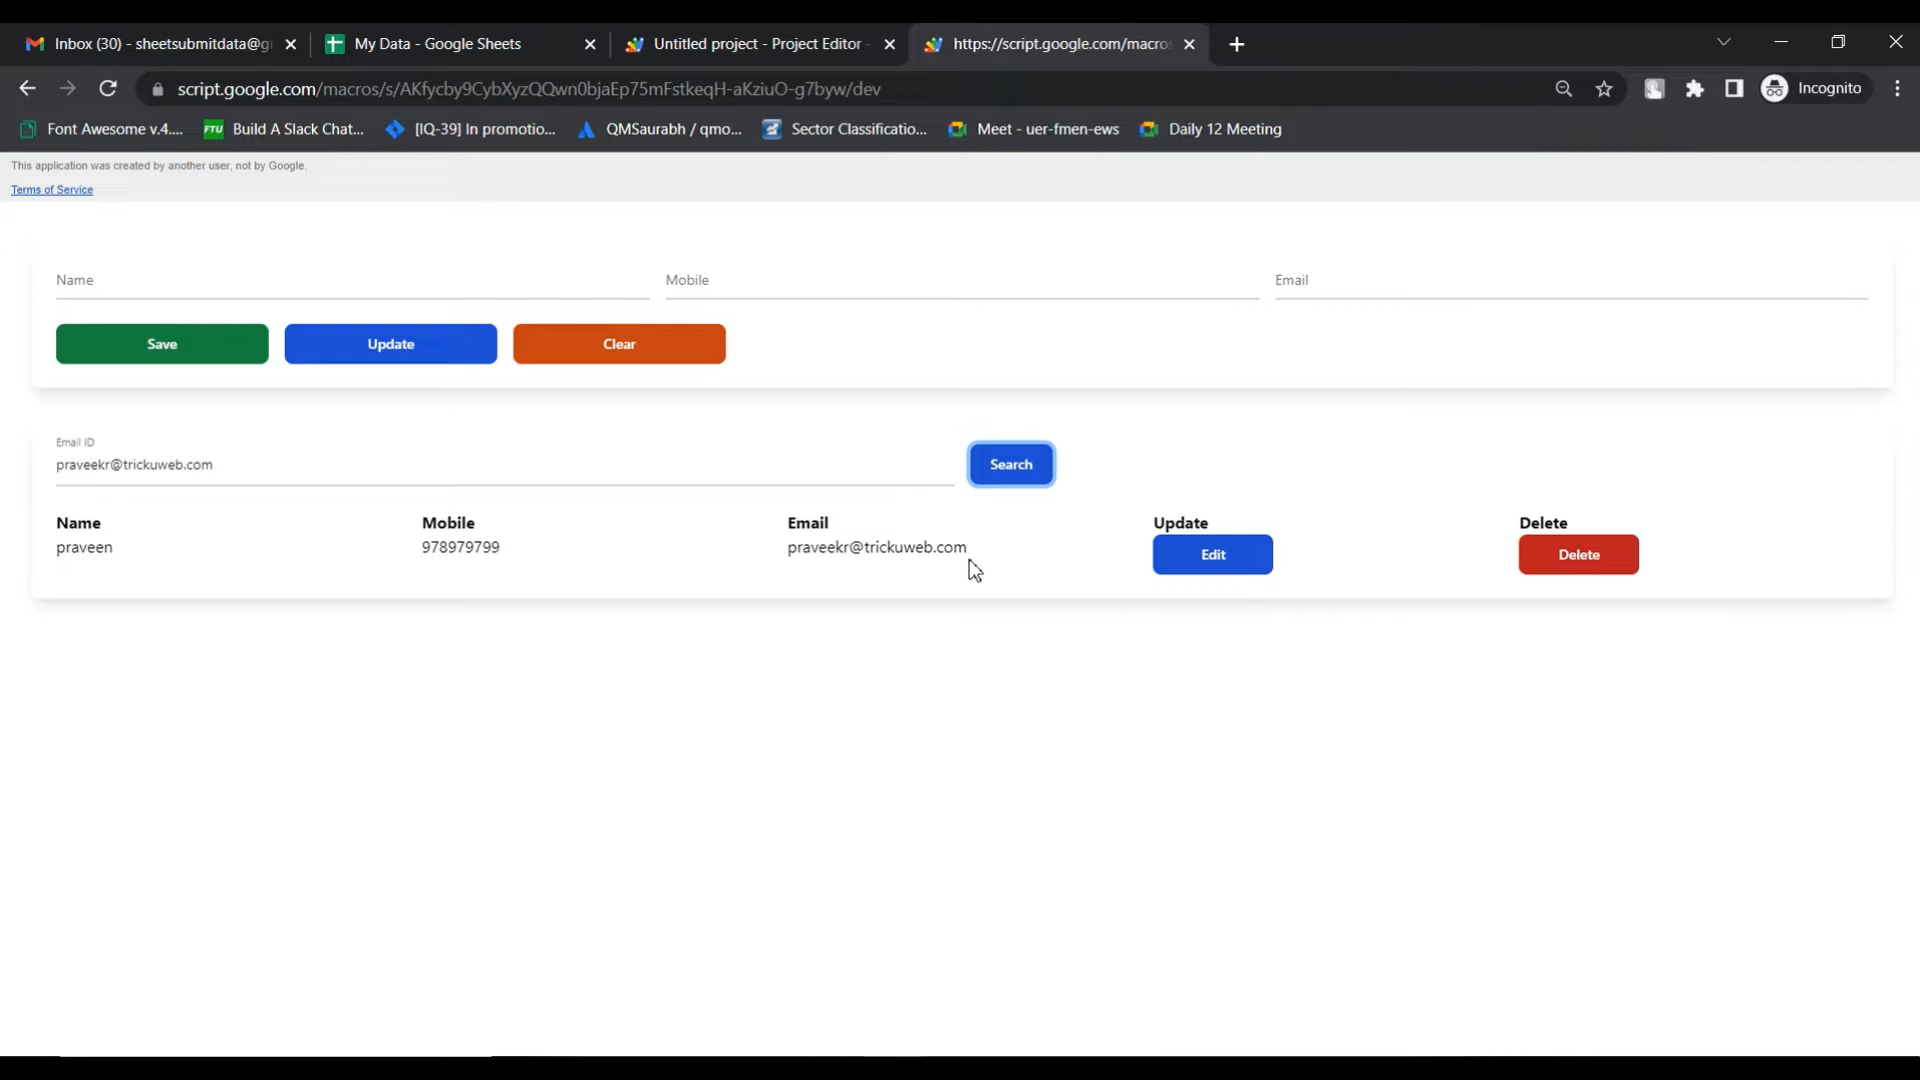 Inbox (30) - sheetsubmitdata@gr
My Data - Google Sheets
Untitled project - Project Editor -
https://script.google.com/macros
script.google.com/macros/s/AKfycby9CybXyzQQwn0bjaEp75mFstkeqH-aKziuO-g7byw/dev
Incognito
Font Awesome v.4....
FTU Build A Slack Chat...
[IQ-39] In promotio...
QMSaurabh / qmo...
Sector Classificatio...
Meet - uer-fmen-ews
Daily 12 Meeting
This application was created by another user, not by Google.
Terms of Service
Name
Mobile
Email
Save
Update
Clear
Email ID
praveekr@trickuweb.com
Search
Name
Mobile
Email
Update
Delete
praveen
978979799
praveekr@trickuweb.com
Edit
Delete